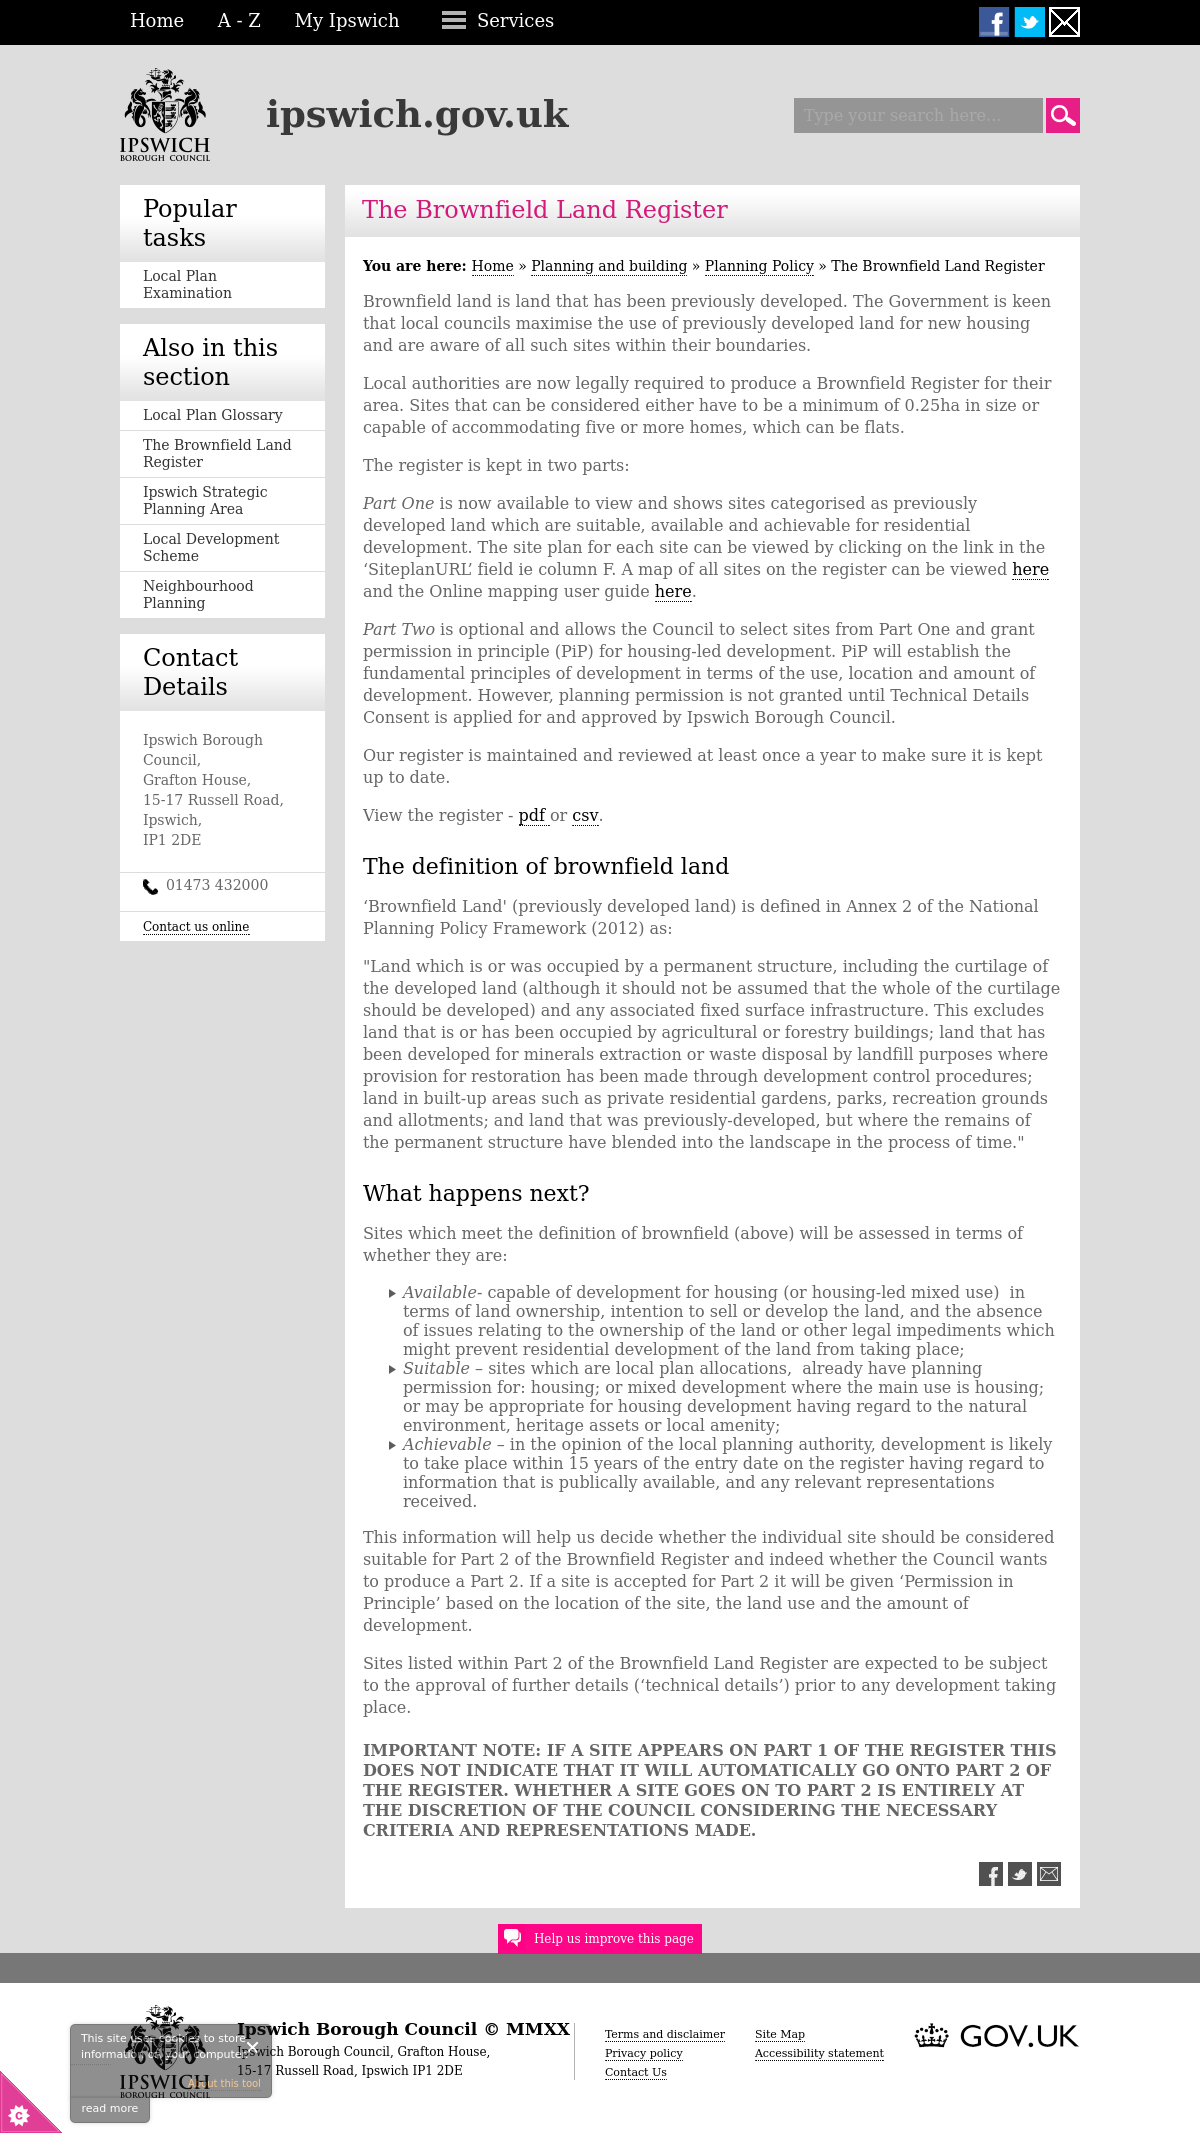 Home A - Z My Ipswich Services
IPSWICH
BOROUGH COUNCIL
ipswich.gov.uk
Type your search here...
Popular
tasks
Local Plan
Examination
Also in this
section
Local Plan Glossary
The Brownfield Land
Register
Ipswich Strategic
Planning Area
Local Development
Scheme
Neighbourhood
Planning
Contact
Details
Ipswich Borough
Council,
Grafton House,
15-17 Russell Road,
Ipswich,
IP1 2DE
01473 432000
Contact us online
The Brownfield Land Register
You are here: Home » Planning and building » Planning Policy » The Brownfield Land Register
Brownfield land is land that has been previously developed. The Government is keen
that local councils maximise the use of previously developed land for new housing
and are aware of all such sites within their boundaries.
Local authorities are now legally required to produce a Brownfield Register for their
area. Sites that can be considered either have to be a minimum of 0.25ha in size or
capable of accommodating five or more homes, which can be flats.
The register is kept in two parts:
Part One is now available to view and shows sites categorised as previously
developed land which are suitable, available and achievable for residential
development. The site plan for each site can be viewed by clicking on the link in the
‘SiteplanURL’ field ie column F. A map of all sites on the register can be viewed here
and the Online mapping user guide here.
Part Two is optional and allows the Council to select sites from Part One and grant
permission in principle (PiP) for housing-led development. PiP will establish the
fundamental principles of development in terms of the use, location and amount of
development. However, planning permission is not granted until Technical Details
Consent is applied for and approved by Ipswich Borough Council.
Our register is maintained and reviewed at least once a year to make sure it is kept
up to date.
View the register - pdf or csv.
The definition of brownfield land
‘Brownfield Land' (previously developed land) is defined in Annex 2 of the National
Planning Policy Framework (2012) as:
"Land which is or was occupied by a permanent structure, including the curtilage of
the developed land (although it should not be assumed that the whole of the curtilage
should be developed) and any associated fixed surface infrastructure. This excludes
land that is or has been occupied by agricultural or forestry buildings; land that has
been developed for minerals extraction or waste disposal by landfill purposes where
provision for restoration has been made through development control procedures;
land in built-up areas such as private residential gardens, parks, recreation grounds
and allotments; and land that was previously-developed, but where the remains of
the permanent structure have blended into the landscape in the process of time."
What happens next?
Sites which meet the definition of brownfield (above) will be assessed in terms of
whether they are:
Available- capable of development for housing (or housing-led mixed use)  in
terms of land ownership, intention to sell or develop the land, and the absence
of issues relating to the ownership of the land or other legal impediments which
might prevent residential development of the land from taking place;
Suitable – sites which are local plan allocations,  already have planning
permission for: housing; or mixed development where the main use is housing;
or may be appropriate for housing development having regard to the natural
environment, heritage assets or local amenity;
Achievable – in the opinion of the local planning authority, development is likely
to take place within 15 years of the entry date on the register having regard to
information that is publically available, and any relevant representations
received.
This information will help us decide whether the individual site should be considered
suitable for Part 2 of the Brownfield Register and indeed whether the Council wants
to produce a Part 2. If a site is accepted for Part 2 it will be given ‘Permission in
Principle’ based on the location of the site, the land use and the amount of
development.
Sites listed within Part 2 of the Brownfield Land Register are expected to be subject
to the approval of further details (‘technical details’) prior to any development taking
place.
IMPORTANT NOTE: IF A SITE APPEARS ON PART 1 OF THE REGISTER THIS
DOES NOT INDICATE THAT IT WILL AUTOMATICALLY GO ONTO PART 2 OF
THE REGISTER. WHETHER A SITE GOES ON TO PART 2 IS ENTIRELY AT
THE DISCRETION OF THE COUNCIL CONSIDERING THE NECESSARY
CRITERIA AND REPRESENTATIONS MADE.
Help us improve this page
IPSWICH
BOROUGH COUNCIL
This site uses cookies to store
information on your computer.
About this tool
read more
Ipswich Borough Council © MMXX
Ipswich Borough Council, Grafton House,
15-17 Russell Road, Ipswich IP1 2DE
Terms and disclaimer
Privacy policy
Contact Us
Site Map
Accessibility statement
GOV.UK